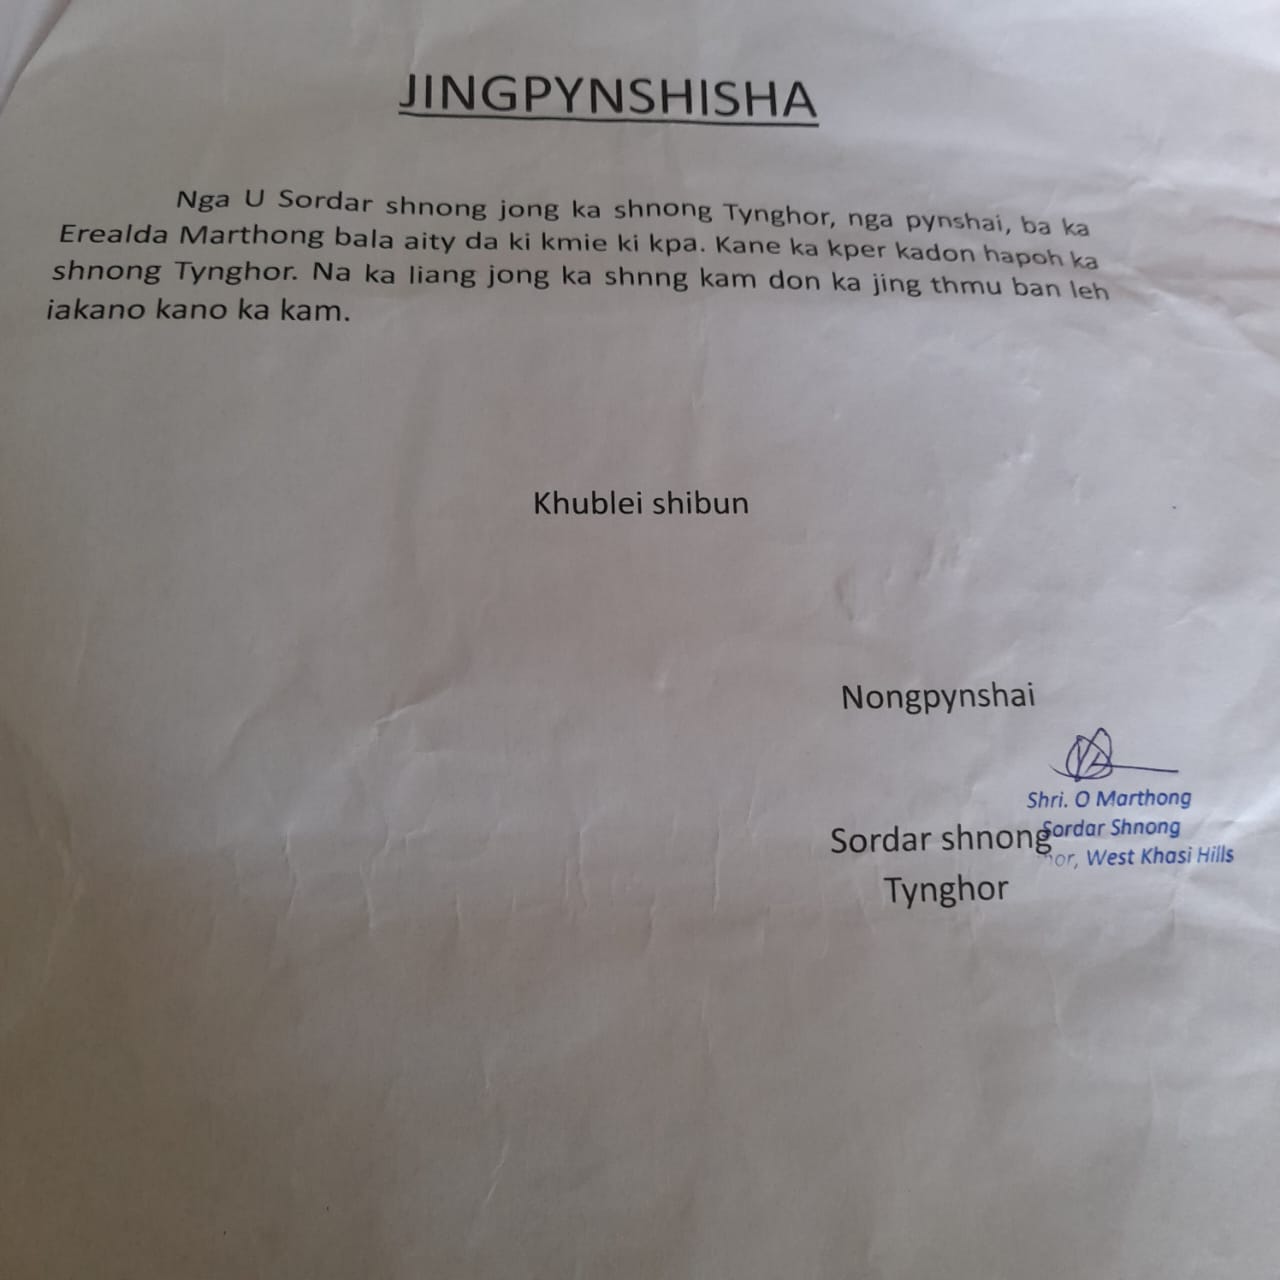 JINGPYNSHISHA
Nga U Sordar shnong jong ka shnong Tynghor, nga pynshai, ba ka
Erealda Marthong bala aity da ki kmie ki kpa. Kane ka kper kadon hapoh ka
shnong Tynghor. Na ka liang jong ka shnng kam don ka jing thmu ban leh
iakano kano ka kam.
Khublei shibun
Nongpynshai
Shri. O Marthong
Sordar Shnong
West Khasi Hills
Sordar shnong
Tynghor